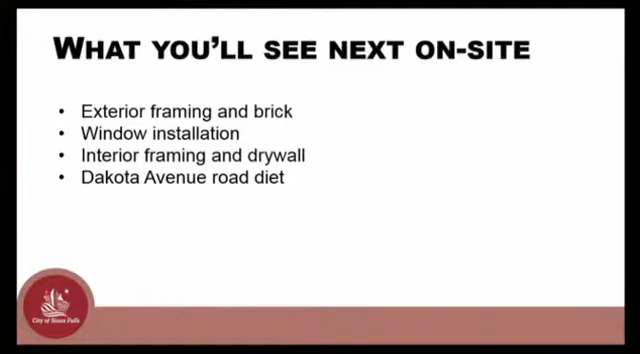 WHAT YOU'LL SEE NEXT ON-SITE
• Exterior framing and brick
• Window installation
• Interior framing and drywall
• Dakota Avenue road diet
City of Sioux Falls